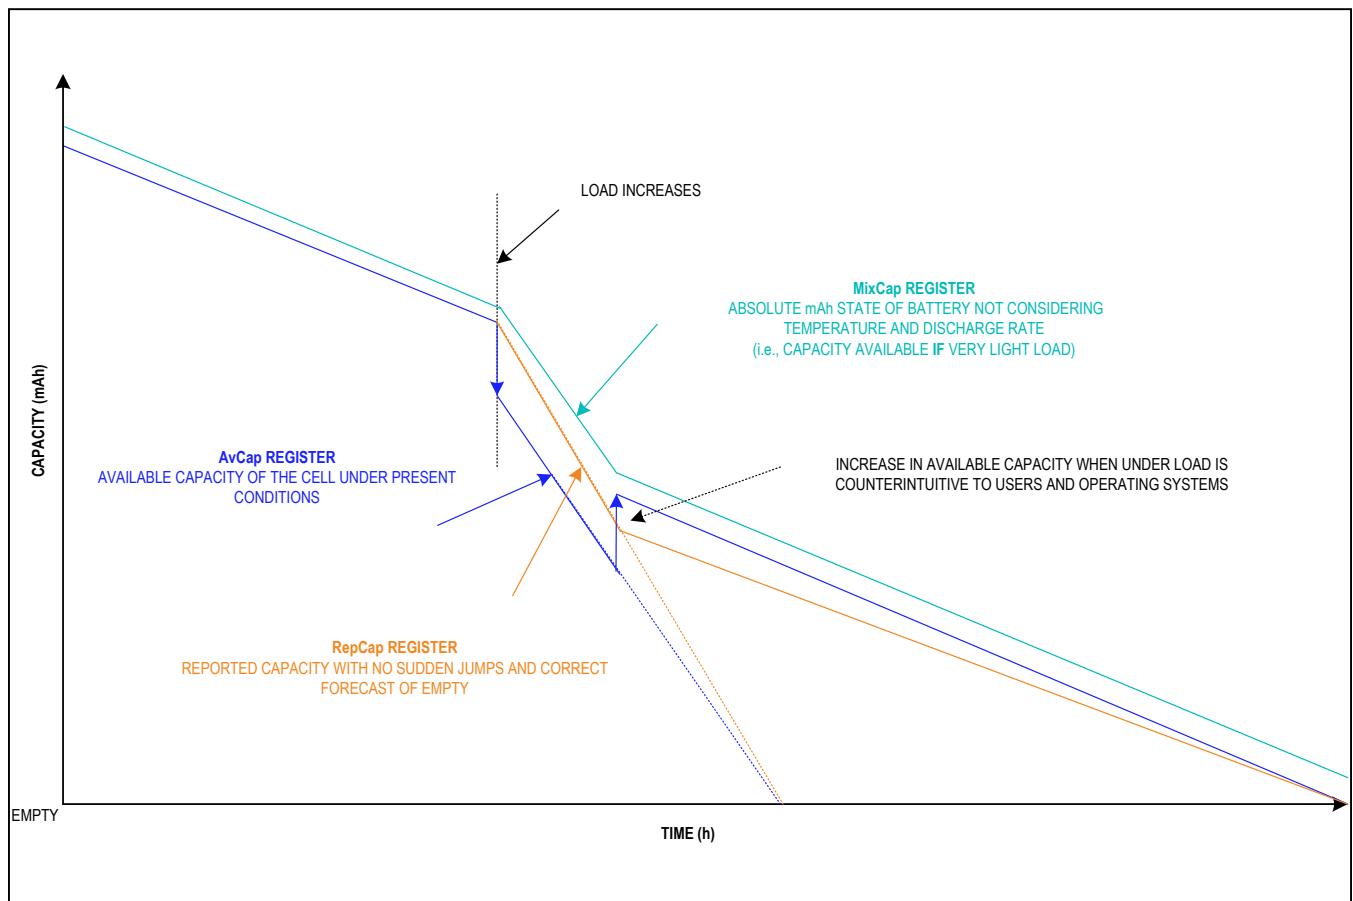 LOAD INCREASES
MixCap REGISTER
ABSOLUTE mAh STATE OF BATTERY NOT CONSIDERING
TEMPERATURE AND DISCHARGE RATE
(i.e., CAPACITY AVAILABLE IF VERY LIGHT LOAD)
CAPACITY (mAh)
AvCap REGISTER
AVAILABLE CAPACITY OF THE CELL UNDER PRESENT
CONDITIONS
INCREASE IN AVAILABLE CAPACITY WHEN UNDER LOAD IS
COUNTERINTUITIVE TO USERS AND OPERATING SYSTEMS
RepCap REGISTER
REPORTED CAPACITY WITH NO SUDDEN JUMPS AND CORRECT
FORECAST OF EMPTY
EMPTY
TIME (h)